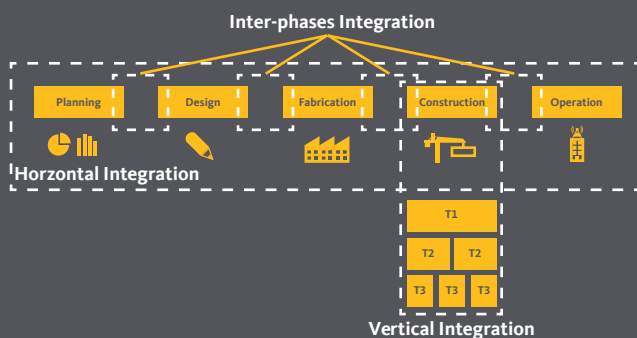 Inter-phases Integration
Planning
Design
Fabrication
Construction
Operation
Horzontal Integration
T1
T2 T2
T3 T3 T3
Vertical Integration